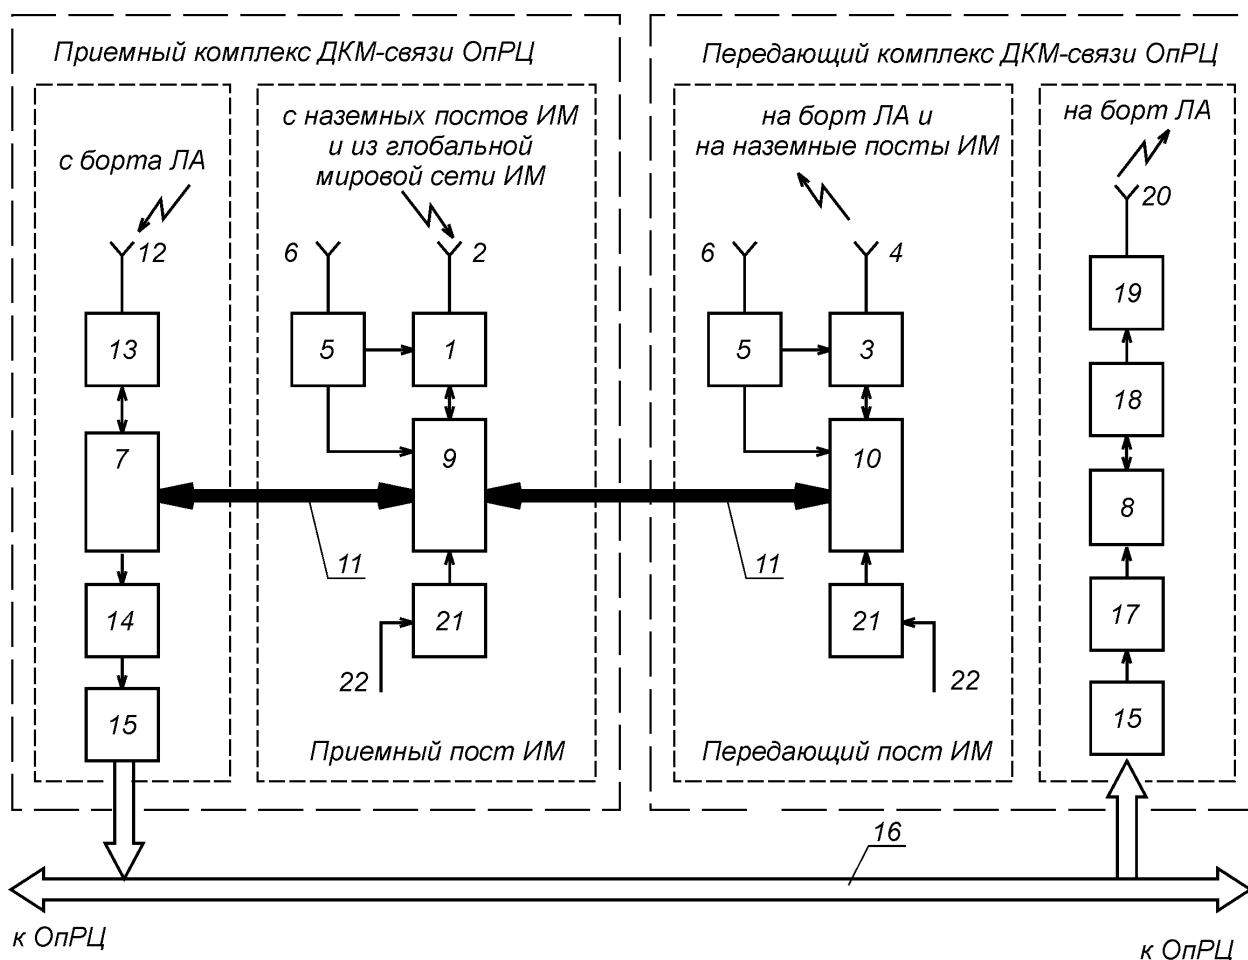 Приемный комплекс ДКМ-связи ОпРЦ
с борта ЛА
с наземных постов ИМ
и из глобальной
мировой сети ИМ
12
6
2
13
5
1
7
9
11
14
21
22
15
Приемный пост ИМ
Передающий комплекс ДКМ-связи ОпРЦ
на борт ЛА и
на наземные посты ИМ
на борт ЛА
20
6
4
19
5
3
18
10
8
11
21
17
22
15
Передающий пост ИМ
16
к ОпРЦ
к ОпРЦ